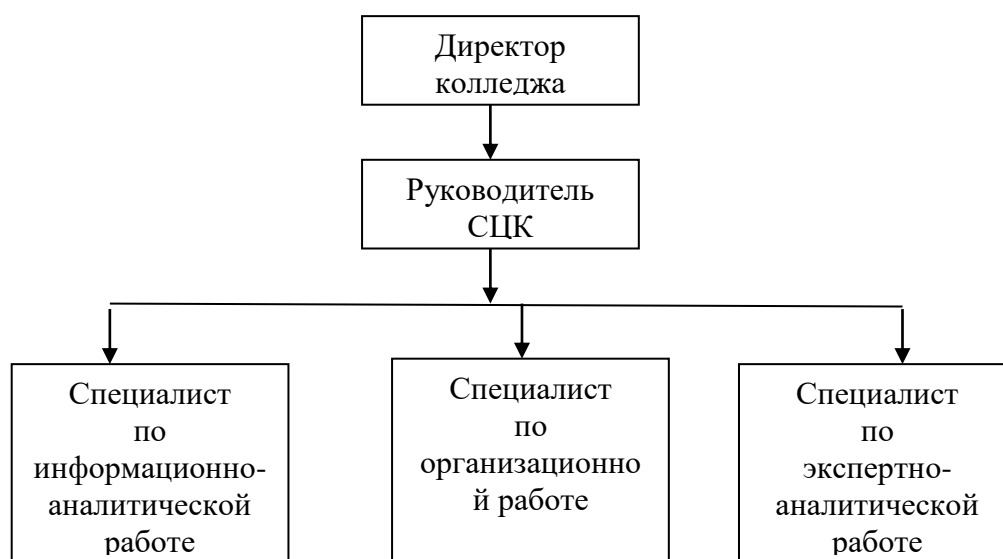 Директор
колледжа
Руководитель
СЦК
Специалист
по
информационно-
аналитической
работе
Специалист
по
организационно
й работе
Специалист
по
экспертно-
аналитической
работе